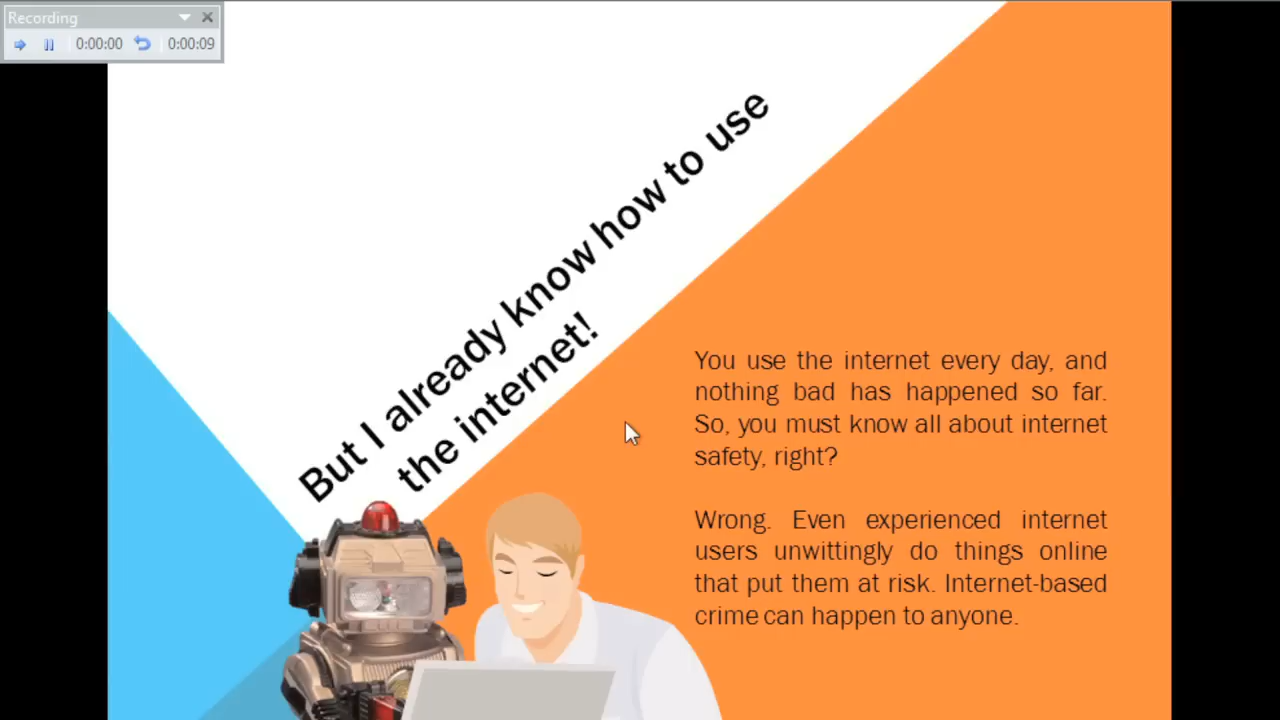 Recording
0:00:00 0:00:09
But I already know how to use
the internet!
You use the internet every day, and
nothing bad has happened so far.
So, you must know all about internet
safety, right?
Wrong. Even experienced internet
users unwittingly do things online
that put them at risk. Internet-based
crime can happen to anyone.